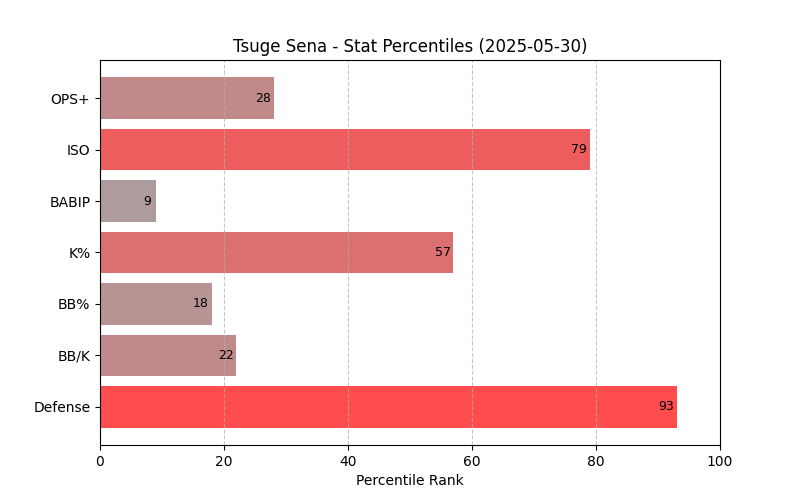 Tsuge Sena - Stat Percentiles (2025-05-30)
OPS+
28
ISO
79
BABIP
9
K%
57
BB%
18
BB/K
22
Defense
93
0 20 40 60 80 100
Percentile Rank